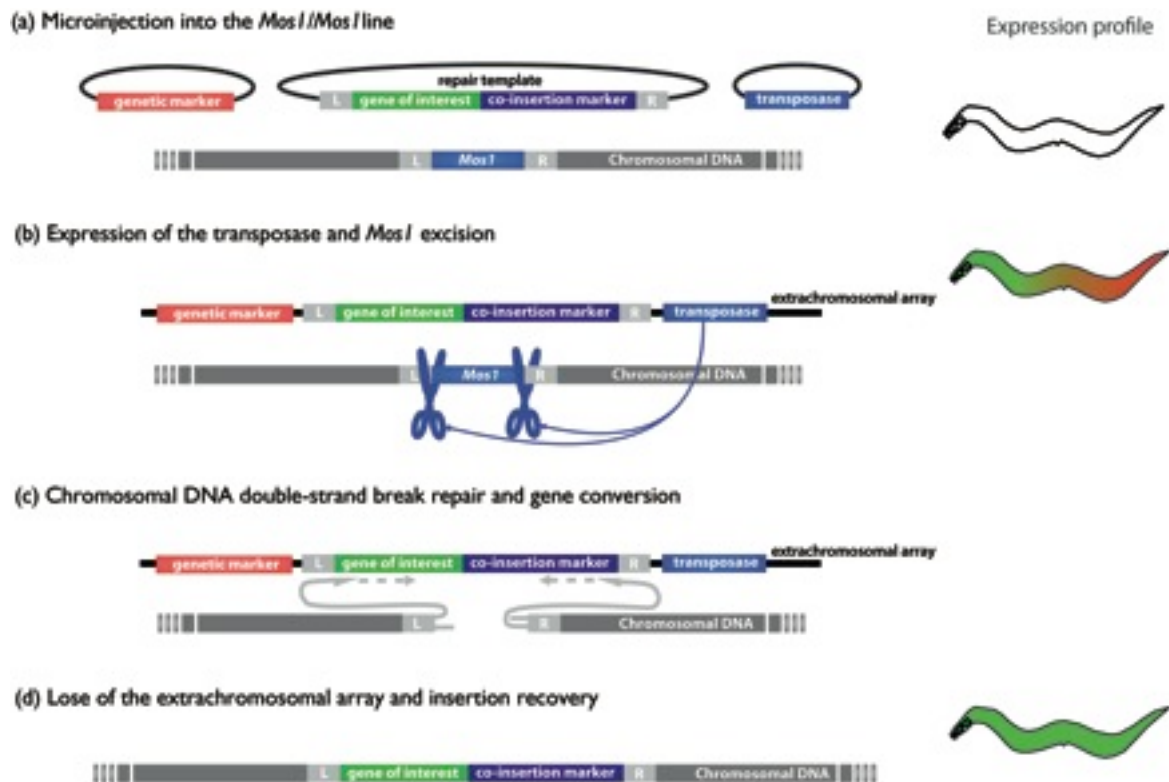 (a) Microinjection into the Mos1/Mos1 line
Expression profile
repair template
genetic marker
L gene of interest co-insertion marker R
transposase
L Mos1 R Chromosomal DNA
(b) Expression of the transposase and Mos1 excision
extrachromosomal array
genetic marker L gene of interest co-insertion marker R transposase
L Mos1 R Chromosomal DNA
(c) Chromosomal DNA double-strand break repair and gene conversion
extrachromosomal array
genetic marker L gene of interest co-insertion marker R transposase
L R Chromosomal DNA
(d) Lose of the extrachromosomal array and insertion recovery
L gene of interest co-insertion marker R Chromosomal DNA